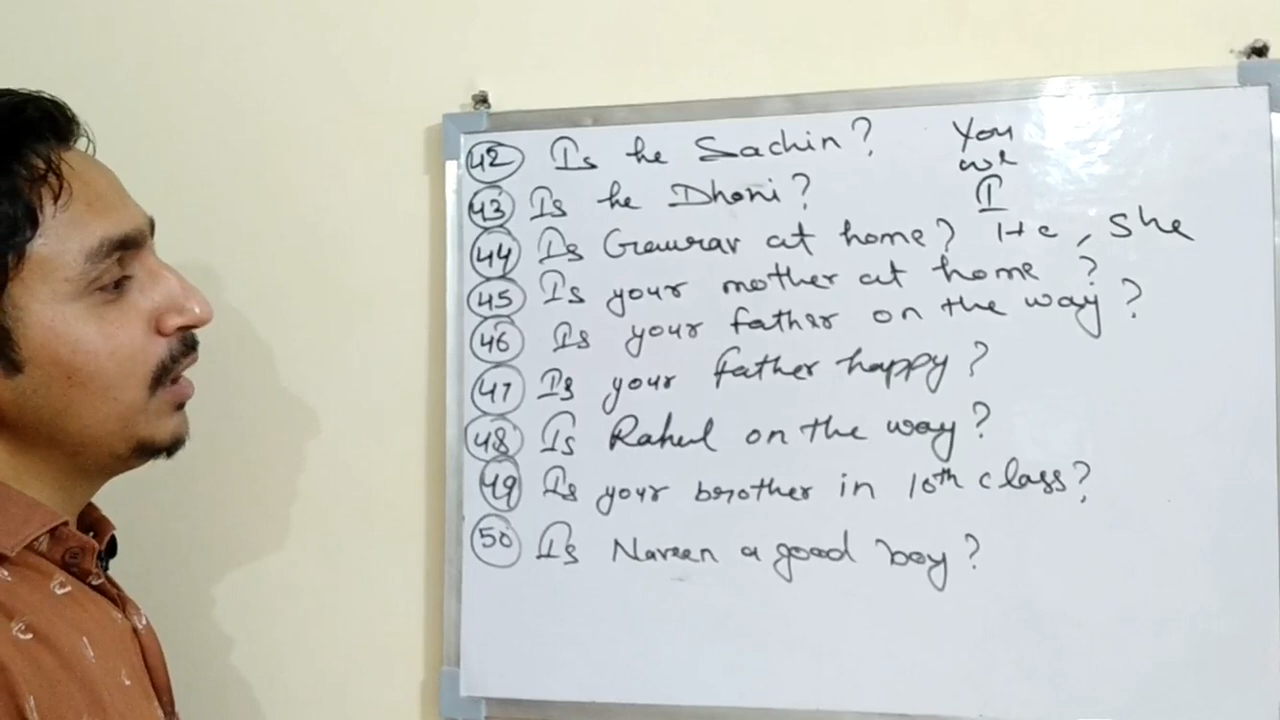 42 Is he Sachin?
You
we
43 Is he Dhoni?
I
44 Is Gaurav at home?
He, She
45 Is your mother at home?
46 Is your father on the way?
47 Is your father happy?
48 Is Rahul on the way?
49 Is your brother in 10th class?
50 Is Naveen a good boy?